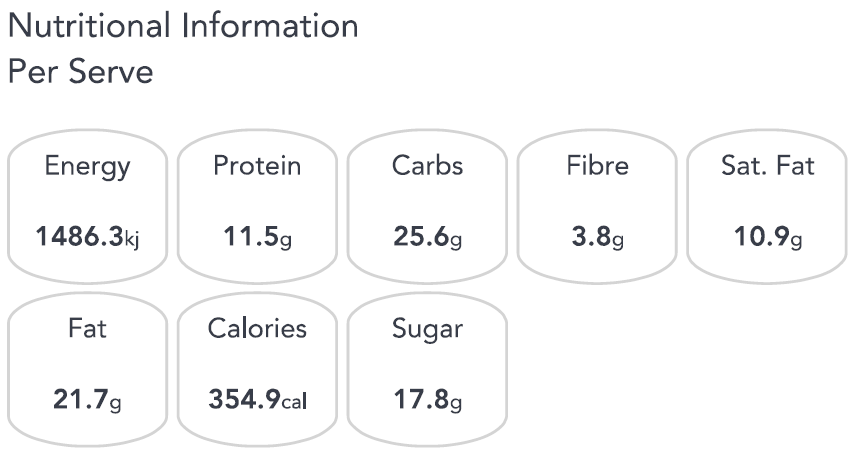 Nutritional Information
Per Serve
Energy Protein Carbs Fibre Sat. Fat
1486.3kj 11.5g 25.6g 3.8g 10.9g
Fat Calories Sugar
21.7g 354.9cal 17.8g